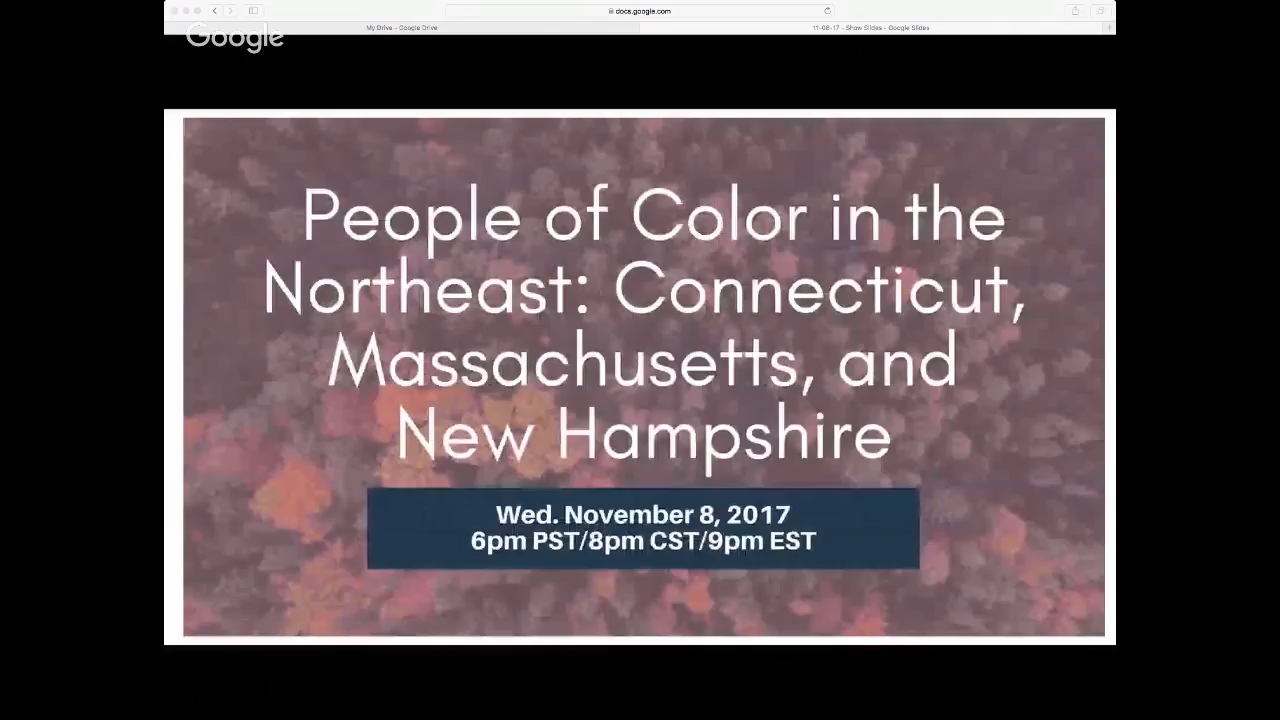 docs.google.com
My Drive - Google Drive
11-08-17 - Show Slides - Google Slides
Google
People of Color in the
Northeast: Connecticut,
Massachusetts, and
New Hampshire
Wed. November 8, 2017
6pm PST/8pm CST/9pm EST